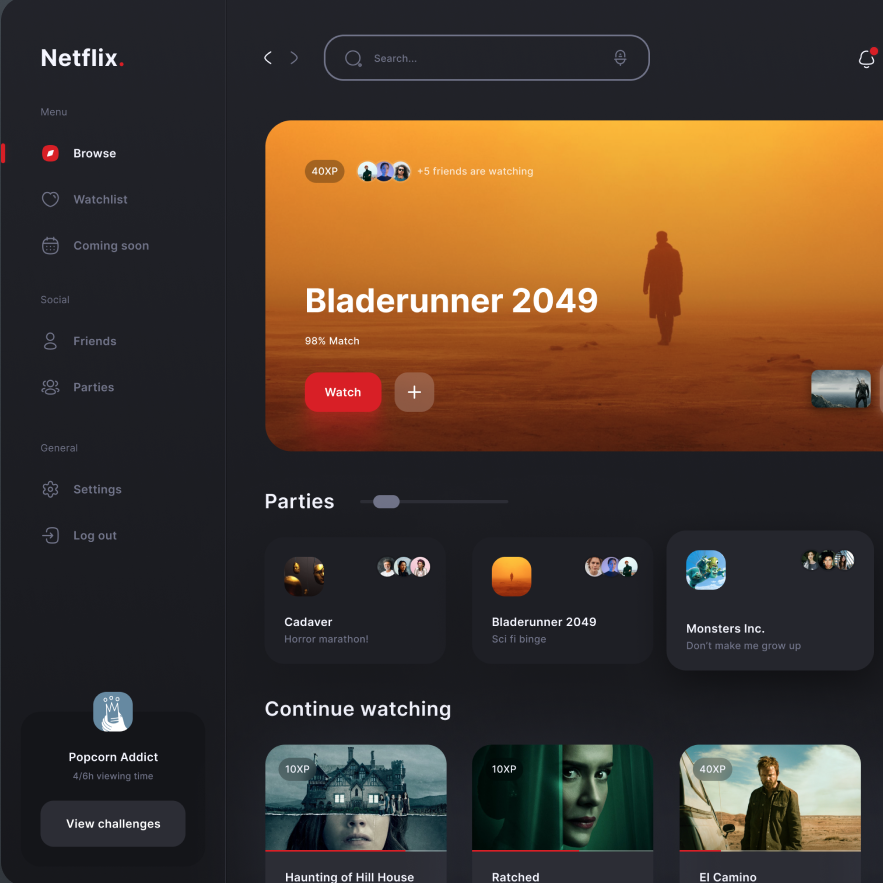 Netflix.
Search...
Menu
Browse
Watchlist
Coming soon
Social
Friends
Parties
General
Settings
Log out
Popcorn Addict
4/6h viewing time
View challenges
40XP
+5 friends are watching
Bladerunner 2049
98% Match
Watch
Parties
Cadaver
Horror marathon!
Bladerunner 2049
Sci fi binge
Monsters Inc.
Don't make me grow up
Continue watching
10XP
Haunting of Hill House
10XP
Ratched
40XP
El Camino